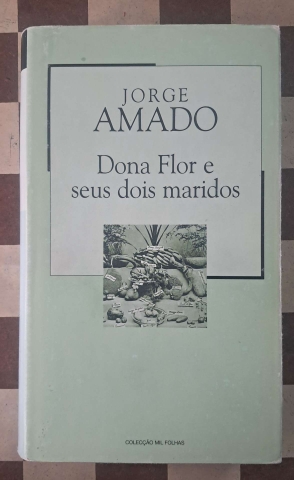 JORGE
AMADO
Dona Flor e
seus dois maridos
COLECÇÃO MIL FOLHAS